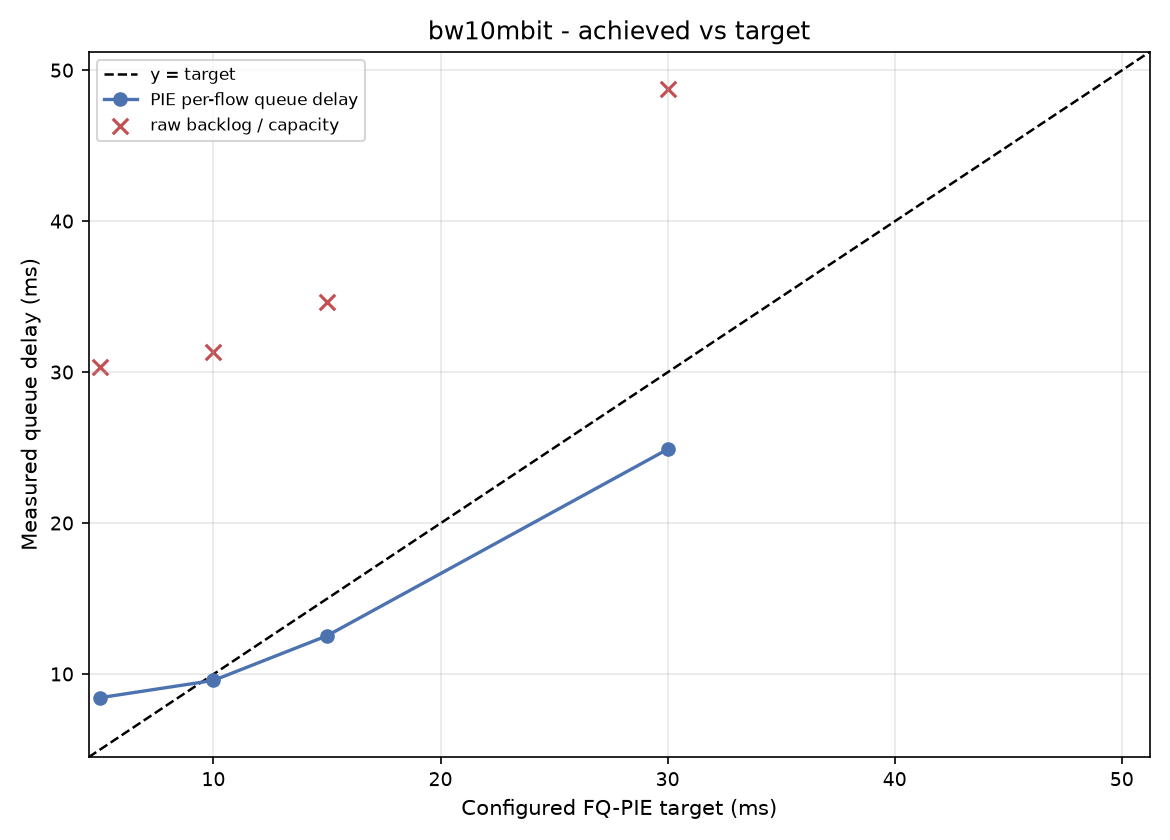 bw10mbit - achieved vs target
y = target
PIE per-flow queue delay
raw backlog / capacity
Measured queue delay (ms)
50
40
30
20
10
10 20 30 40 50
Configured FQ-PIE target (ms)